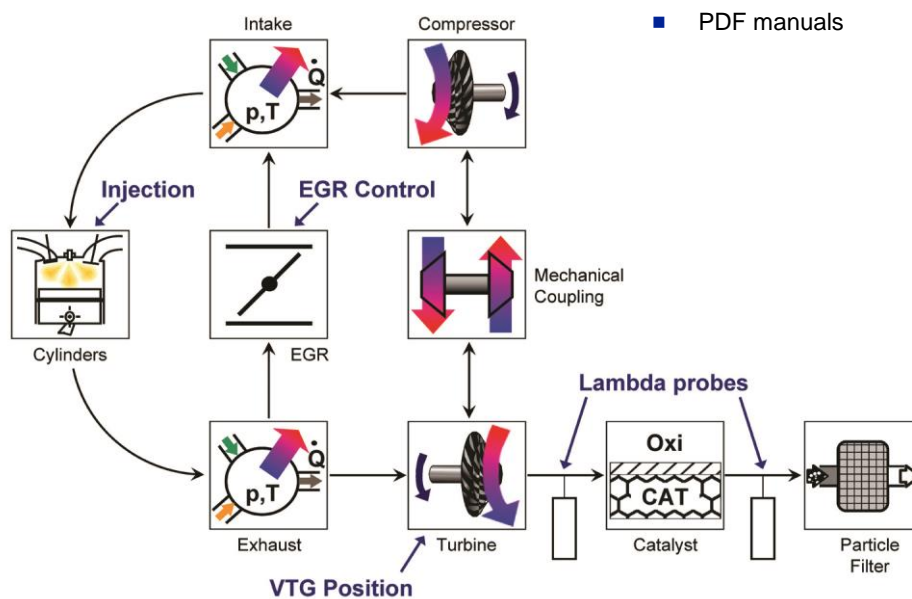 Intake
Compressor
■ PDF manuals
Q̇
p,T
Injection
EGR Control
Mechanical
Coupling
Cylinders
EGR
Lambda probes
Q̇
p,T
Oxi
CAT
Exhaust
Turbine
Catalyst
Particle
Filter
VTG Position